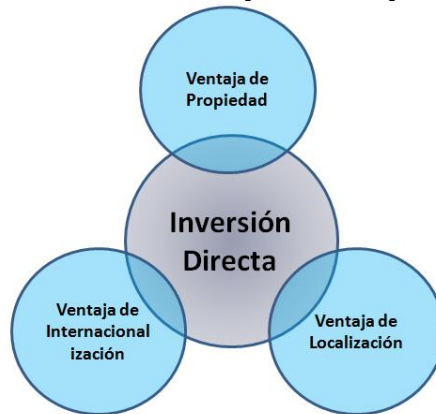 Ventaja de
Propiedad
Inversión
Directa
Ventaja de
Internacional
ización
Ventaja de
Localización